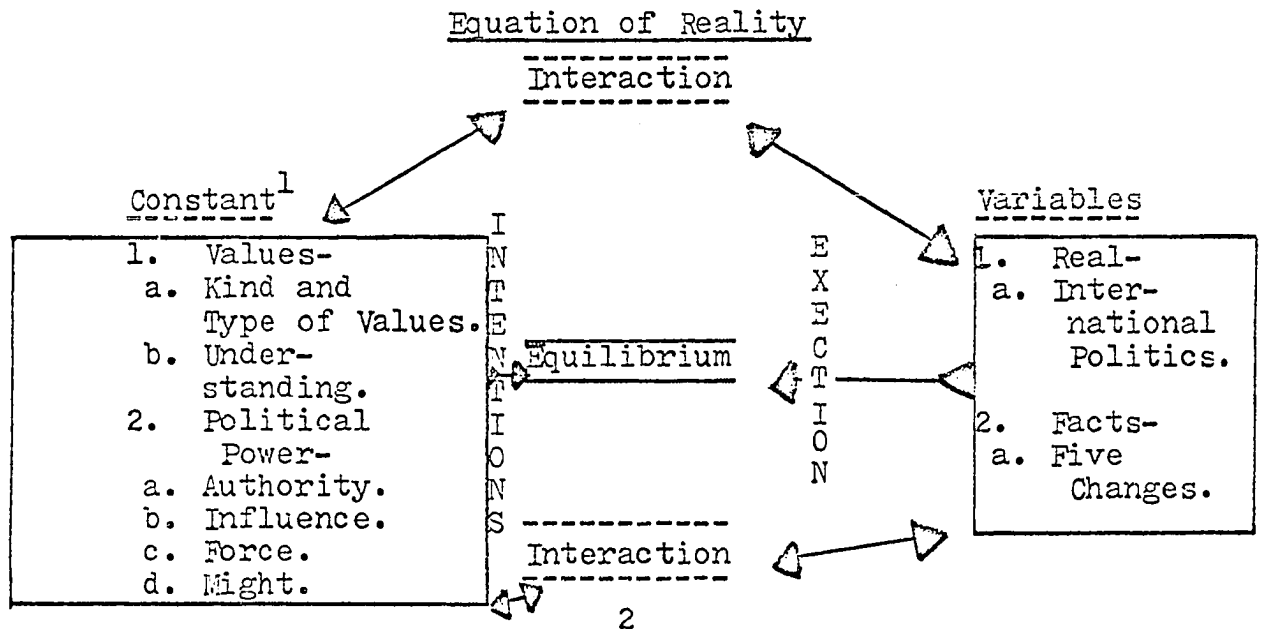 Equation of Reality
Interaction
Constant1
Variables
1. Values-
a. Kind and
Type of Values.
b. Under-
standing.
2. Political
Power-
a. Authority.
b. Influence.
c. Force.
d. Might.
INTENTIONS
Equilibrium
EXECTION
1. Real-
a. Inter-
national
Politics.
2. Facts-
a. Five
Changes.
Interaction
2